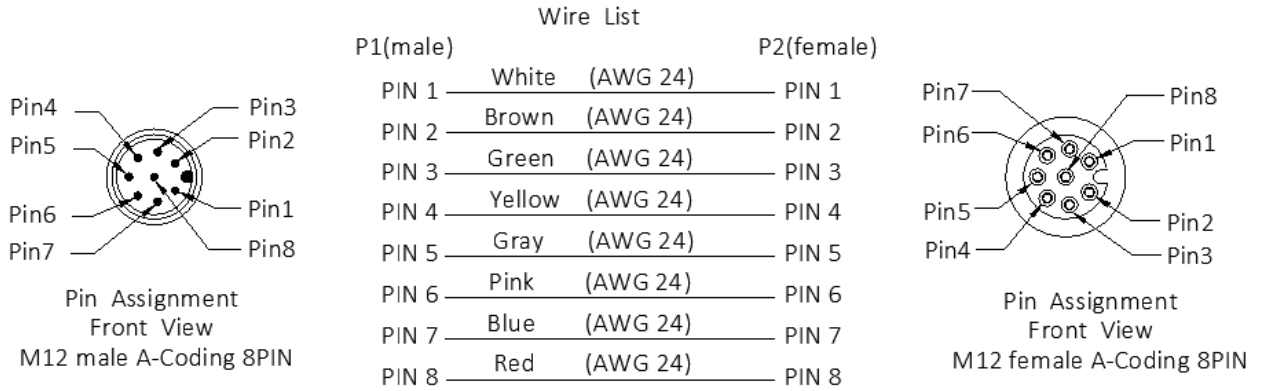 Wire List
P1(male) P2(female)
PIN 1 White (AWG 24) PIN 1
PIN 2 Brown (AWG 24) PIN 2
PIN 3 Green (AWG 24) PIN 3
PIN 4 Yellow (AWG 24) PIN 4
PIN 5 Gray (AWG 24) PIN 5
PIN 6 Pink (AWG 24) PIN 6
PIN 7 Blue (AWG 24) PIN 7
PIN 8 Red (AWG 24) PIN 8
Pin4 Pin3
Pin5 Pin2
Pin6 Pin1
Pin7 Pin8
Pin Assignment
Front View
M12 male A-Coding 8PIN
Pin7 Pin8
Pin6 Pin1
Pin5 Pin2
Pin4 Pin3
Pin Assignment
Front View
M12 female A-Coding 8PIN